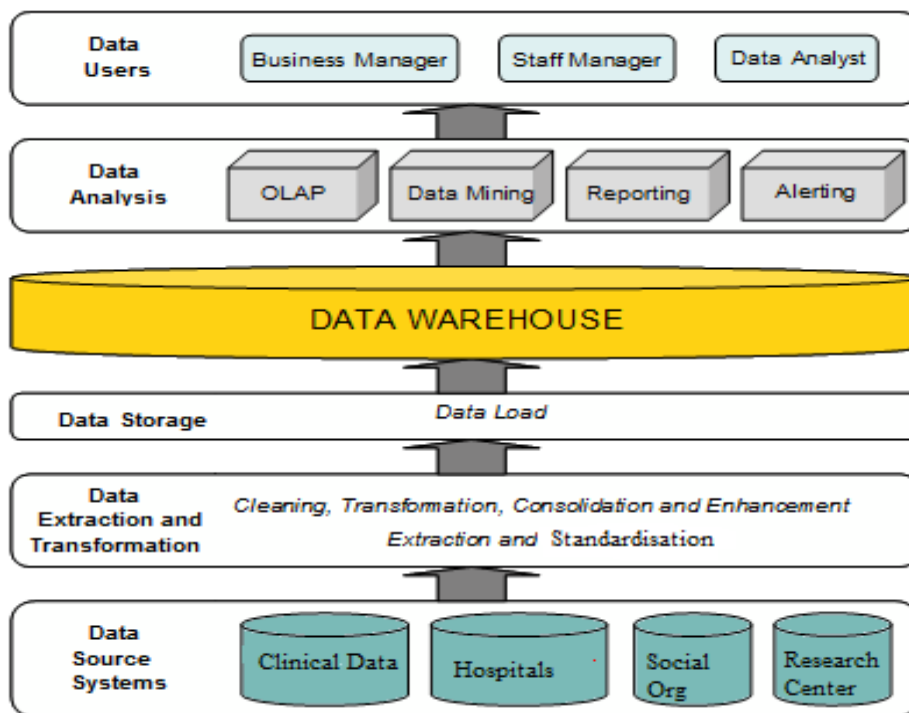 Data
Users
Business Manager
Staff Manager
Data Analyst
Data
Analysis
OLAP
Data Mining
Reporting
Alerting
DATA WAREHOUSE
Data Storage
Data Load
Data
Extraction and
Transformation
Cleaning, Transformation, Consolidation and Enhancement
Extraction and Standardisation
Data
Source
Systems
Clinical Data
Hospitals
Social
Org
Research
Center